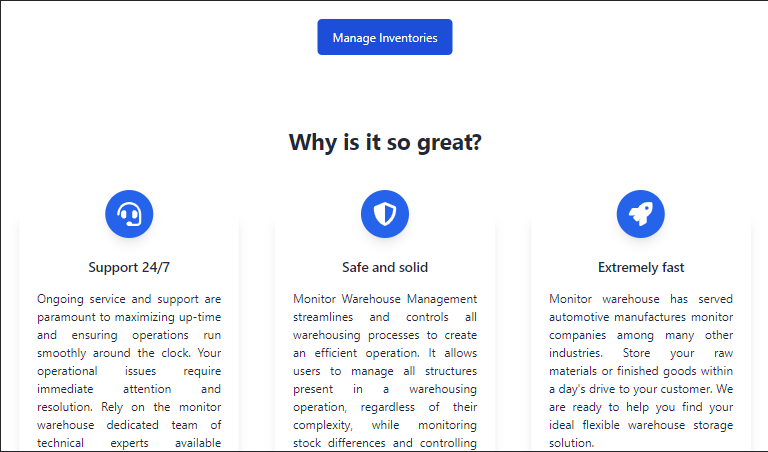 Manage Inventories
Why is it so great?
Support 24/7
Ongoing service and support are
paramount to maximizing up-time
and ensuring operations run
smoothly around the clock. Your
operational issues require
immediate attention and
resolution. Rely on the monitor
warehouse dedicated team of
technical experts available
Safe and solid
Monitor Warehouse Management
streamlines and controls all
warehousing processes to create
an efficient operation. It allows
users to manage all structures
present in a warehousing
operation, regardless of their
complexity, while monitoring
stock differences and controlling
Extremely fast
Monitor warehouse has served
automotive manufactures monitor
companies among many other
industries. Store your raw
materials or finished goods within
a day's drive to your customer. We
are ready to help you find your
ideal flexible warehouse storage
solution.